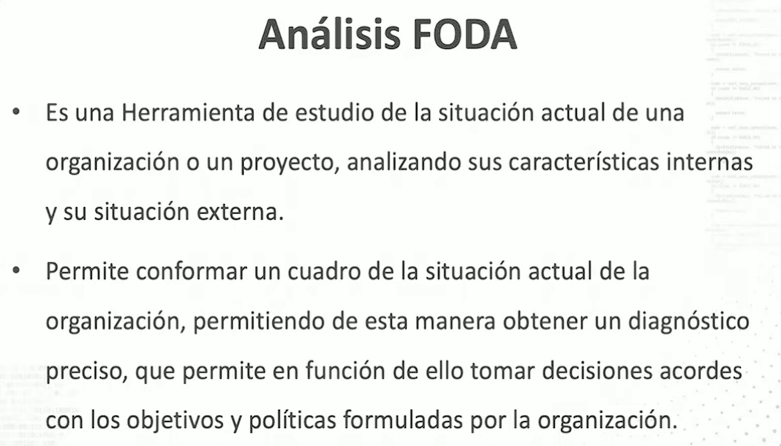 Análisis FODA
• Es una Herramienta de estudio de la situación actual de una
organización o un proyecto, analizando sus características internas
y su situación externa.
• Permite conformar un cuadro de la situación actual de la
organización, permitiendo de esta manera obtener un diagnóstico
preciso, que permite en función de ello tomar decisiones acordes
con los objetivos y políticas formuladas por la organización.